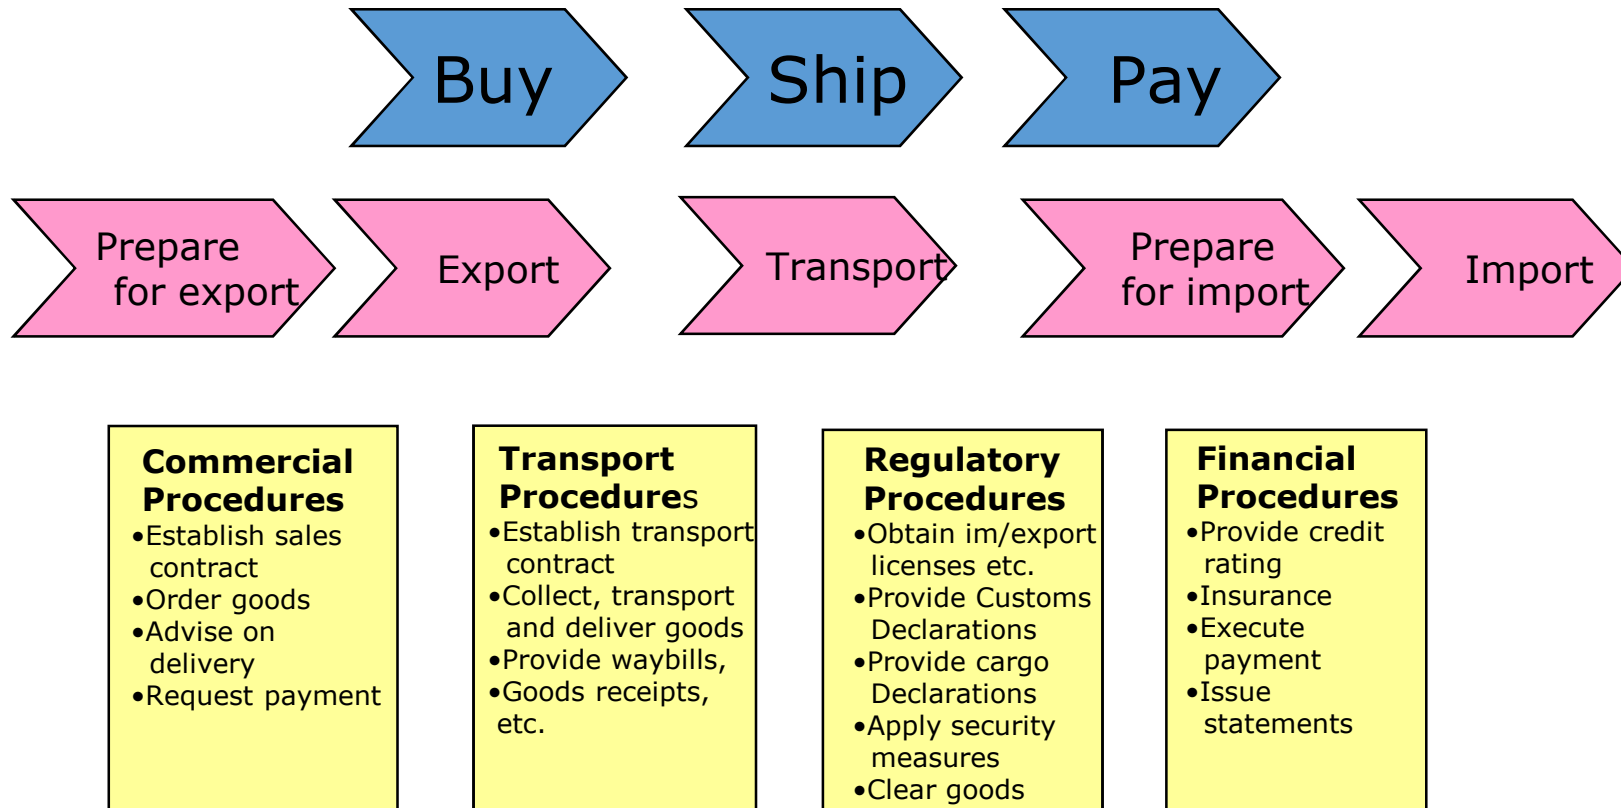 Buy
Ship
Pay
Prepare
for export
Export
Transport
Prepare
for import
Import
Commercial
Procedures
•Establish sales
contract
•Order goods
•Advise on
delivery
•Request payment
Transport
Procedures
•Establish transport
contract
•Collect, transport
and deliver goods
•Provide waybills,
•Goods receipts,
etc.
Regulatory
Procedures
•Obtain im/export
licenses etc.
•Provide Customs
Declarations
•Provide cargo
Declarations
•Apply security
measures
•Clear goods
Financial
Procedures
•Provide credit
rating
•Insurance
•Execute
payment
•Issue
statements